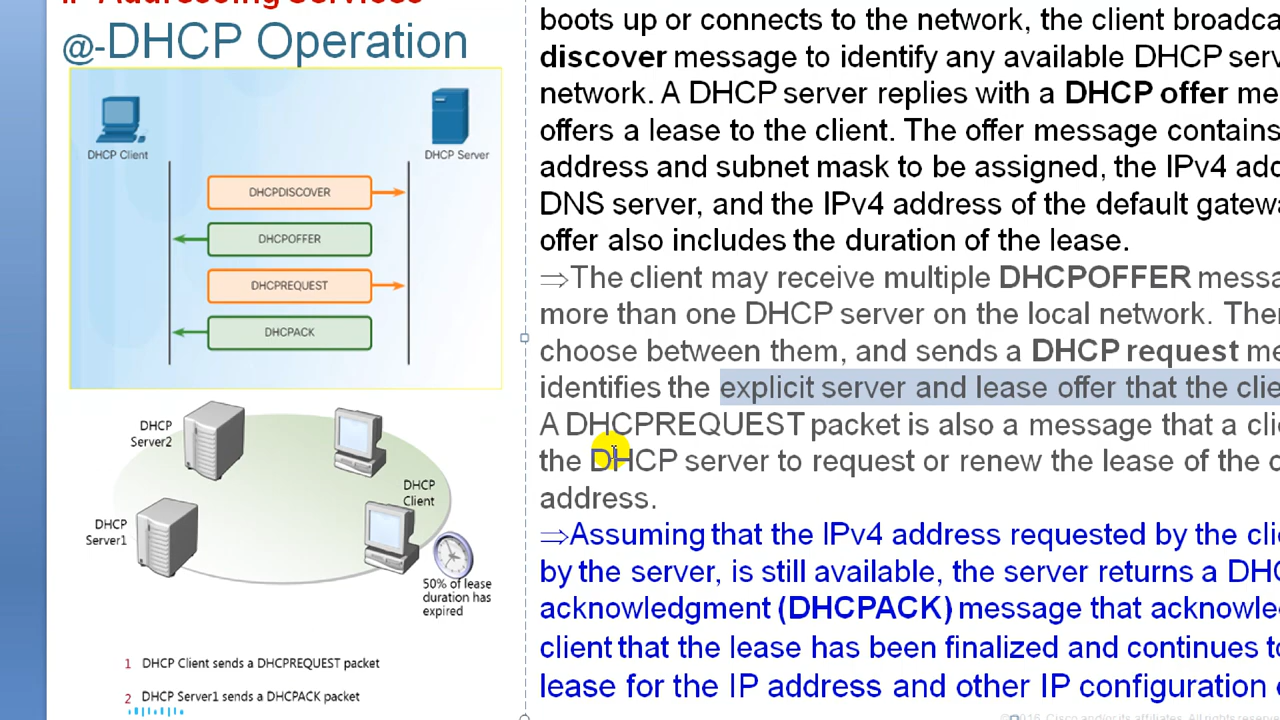 IP Addressing Services
@-DHCP Operation
DHCP Client
DHCP Server
DHCPDISCOVER
DHCPOFFER
DHCPREQUEST
DHCPACK
DHCP
Server2
DHCP
Client
DHCP
Server1
50% of lease
duration has
expired
1 DHCP Client sends a DHCPREQUEST packet
2 DHCP Server1 sends a DHCPACK packet
boots up or connects to the network, the client broadca
discover message to identify any available DHCP serv
network. A DHCP server replies with a DHCP offer me
offers a lease to the client. The offer message contains
address and subnet mask to be assigned, the IPv4 add
DNS server, and the IPv4 address of the default gatewa
offer also includes the duration of the lease.
⇒The client may receive multiple DHCPOFFER messa
more than one DHCP server on the local network. Ther
choose between them, and sends a DHCP request me
identifies the explicit server and lease offer that the clie
A DHCPREQUEST packet is also a message that a clie
the DHCP server to request or renew the lease of the c
address.
⇒Assuming that the IPv4 address requested by the clie
by the server, is still available, the server returns a DHC
acknowledgment (DHCPACK) message that acknowle
client that the lease has been finalized and continues to
lease for the IP address and other IP configuration
© 2016 Cisco and/or its affiliates. All rights reserve